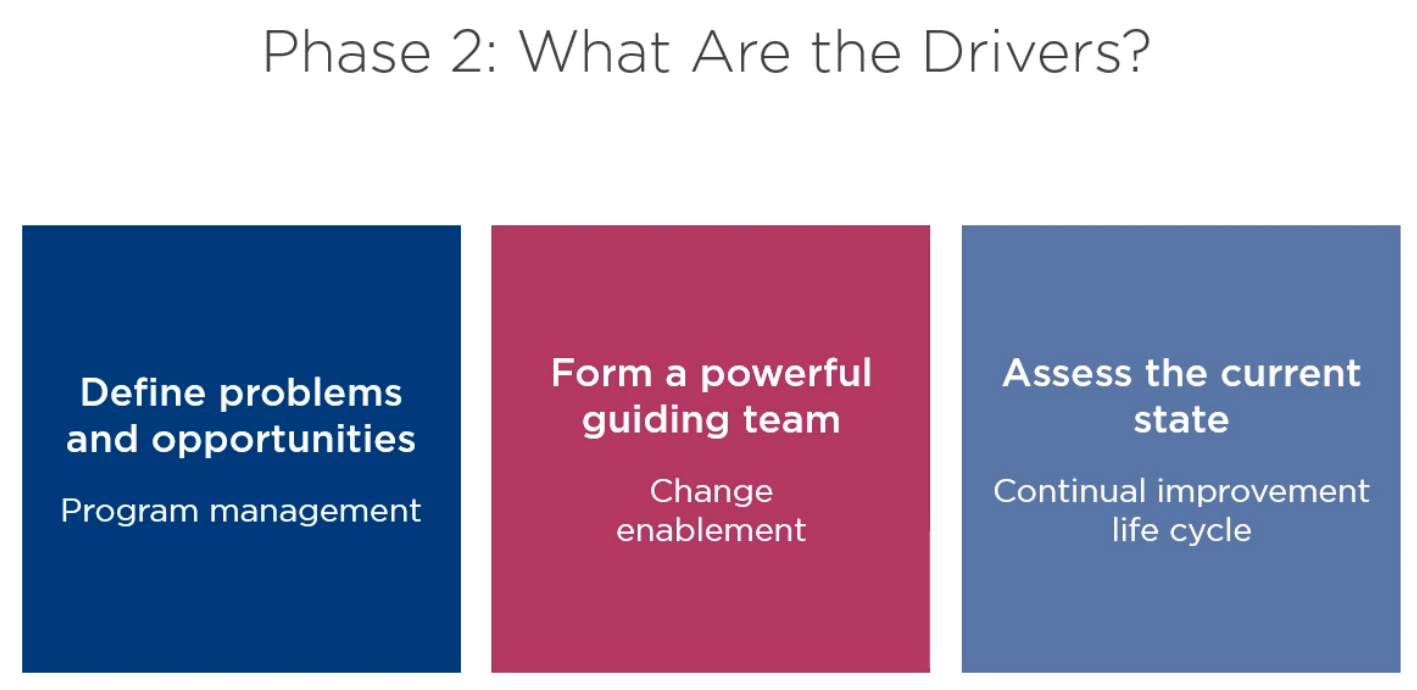 Phase 2: What Are the Drivers?
Define problems
and opportunities
Program management
Form a powerful
guiding team
Change
enablement
Assess the current
state
Continual improvement
life cycle